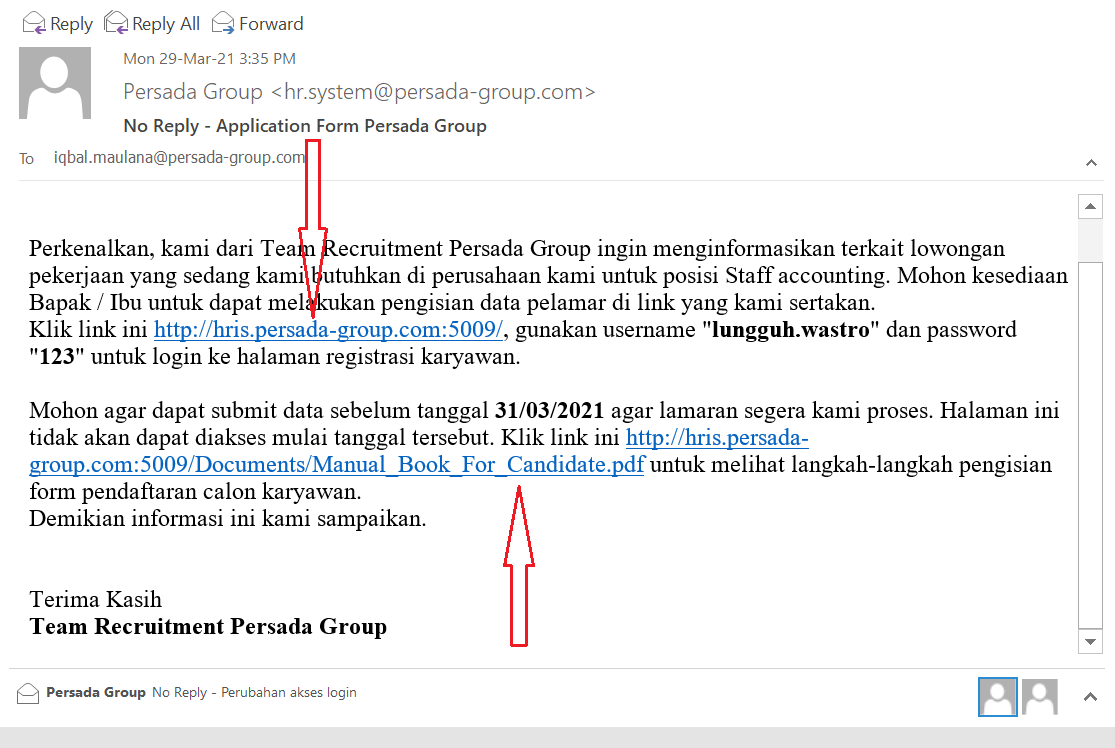 Reply Reply All Forward
Mon 29-Mar-21 3:35 PM
Persada Group <hr.system@persada-group.com>
No Reply - Application Form Persada Group
To iqbal.maulana@persada-group.com
Perkenalkan, kami dari Team Recruitment Persada Group ingin menginformasikan terkait lowongan
pekerjaan yang sedang kami butuhkan di perusahaan kami untuk posisi Staff accounting. Mohon kesediaan
Bapak / Ibu untuk dapat melakukan pengisian data pelamar di link yang kami sertakan.
Klik link ini http://hris.persada-group.com:5009/, gunakan username "lungguh.wastro" dan password
"123" untuk login ke halaman registrasi karyawan.
Mohon agar dapat submit data sebelum tanggal 31/03/2021 agar lamaran segera kami proses. Halaman ini
tidak akan dapat diakses mulai tanggal tersebut. Klik link ini http://hris.persada-
group.com:5009/Documents/Manual_Book_For_Candidate.pdf untuk melihat langkah-langkah pengisian
form pendaftaran calon karyawan.
Demikian informasi ini kami sampaikan.
Terima Kasih
Team Recruitment Persada Group
Persada Group No Reply - Perubahan akses login